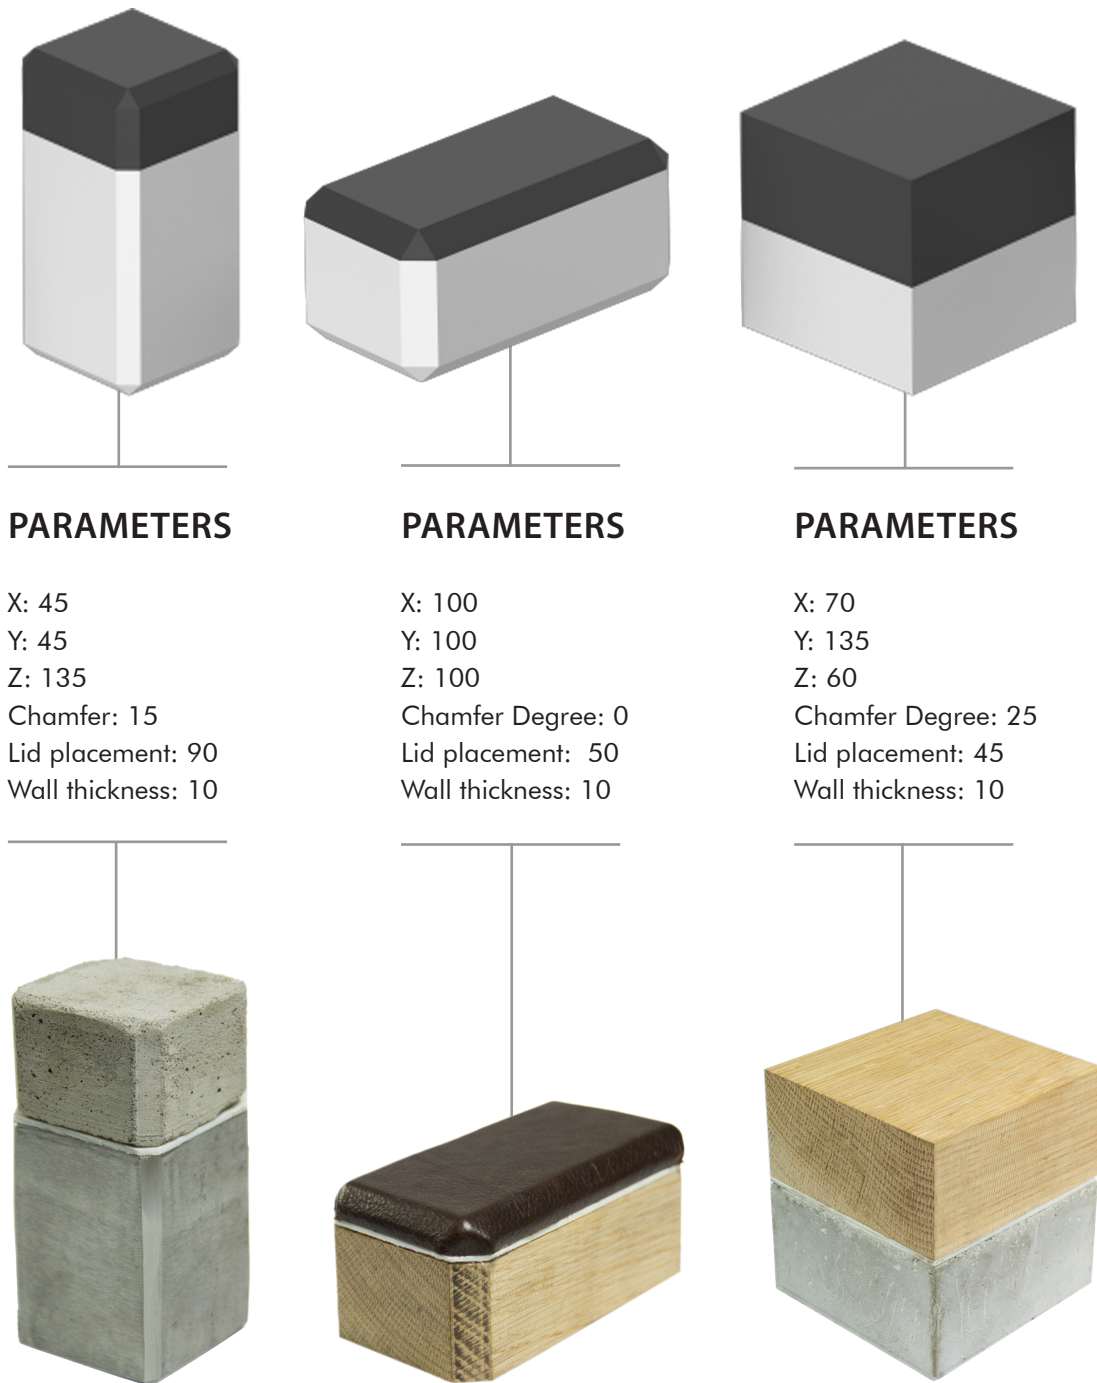 PARAMETERS
X: 45
Y: 45
Z: 135
Chamfer: 15
Lid placement: 90
Wall thickness: 10
PARAMETERS
X: 100
Y: 100
Z: 100
Chamfer Degree: 0
Lid placement:  50
Wall thickness: 10
PARAMETERS
X: 70
Y: 135
Z: 60
Chamfer Degree: 25
Lid placement: 45
Wall thickness: 10